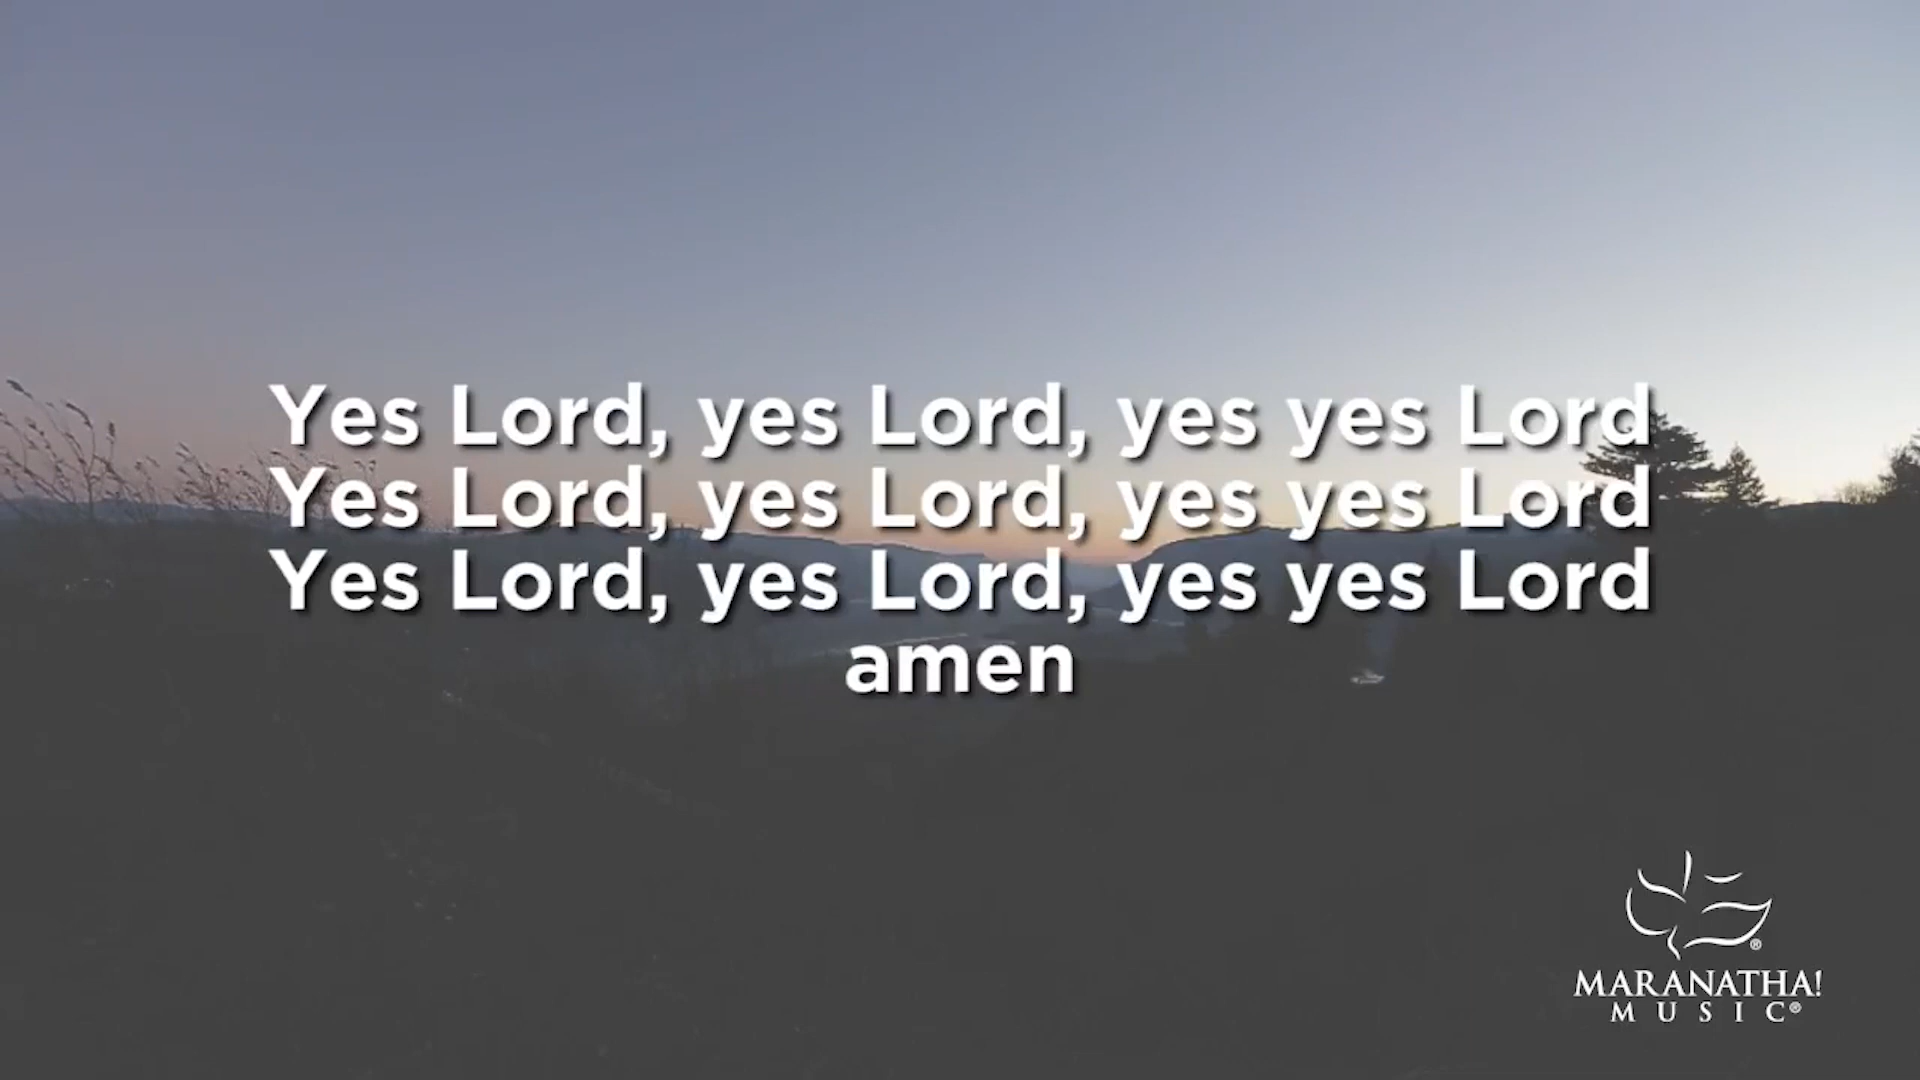 Yes Lord, yes Lord, yes yes Lord
Yes Lord, yes Lord, yes yes Lord
Yes Lord, yes Lord, yes yes Lord
amen
®
MARANATHA!
MUSIC®